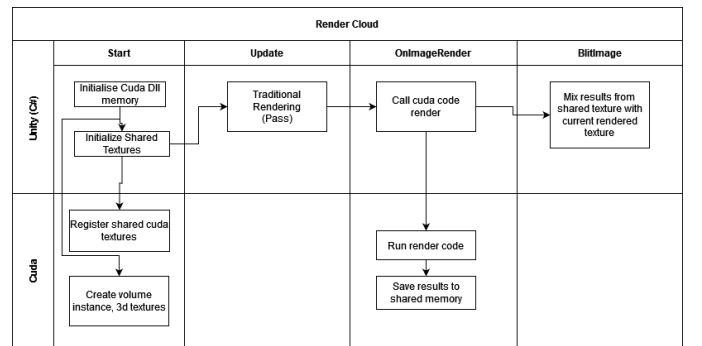 Render Cloud
Start
Update
OnImageRender
BlitImage
Unity (C#)
Initialise Cuda Dll
memory
Initialize Shared
Textures
Traditional
Rendering
(Pass)
Call cuda code
render
Mix results from
shared texture with
current rendered
texture
Cuda
Register shared cuda
textures
Create volume
instance, 3d textures
Run render code
Save results to
shared memory